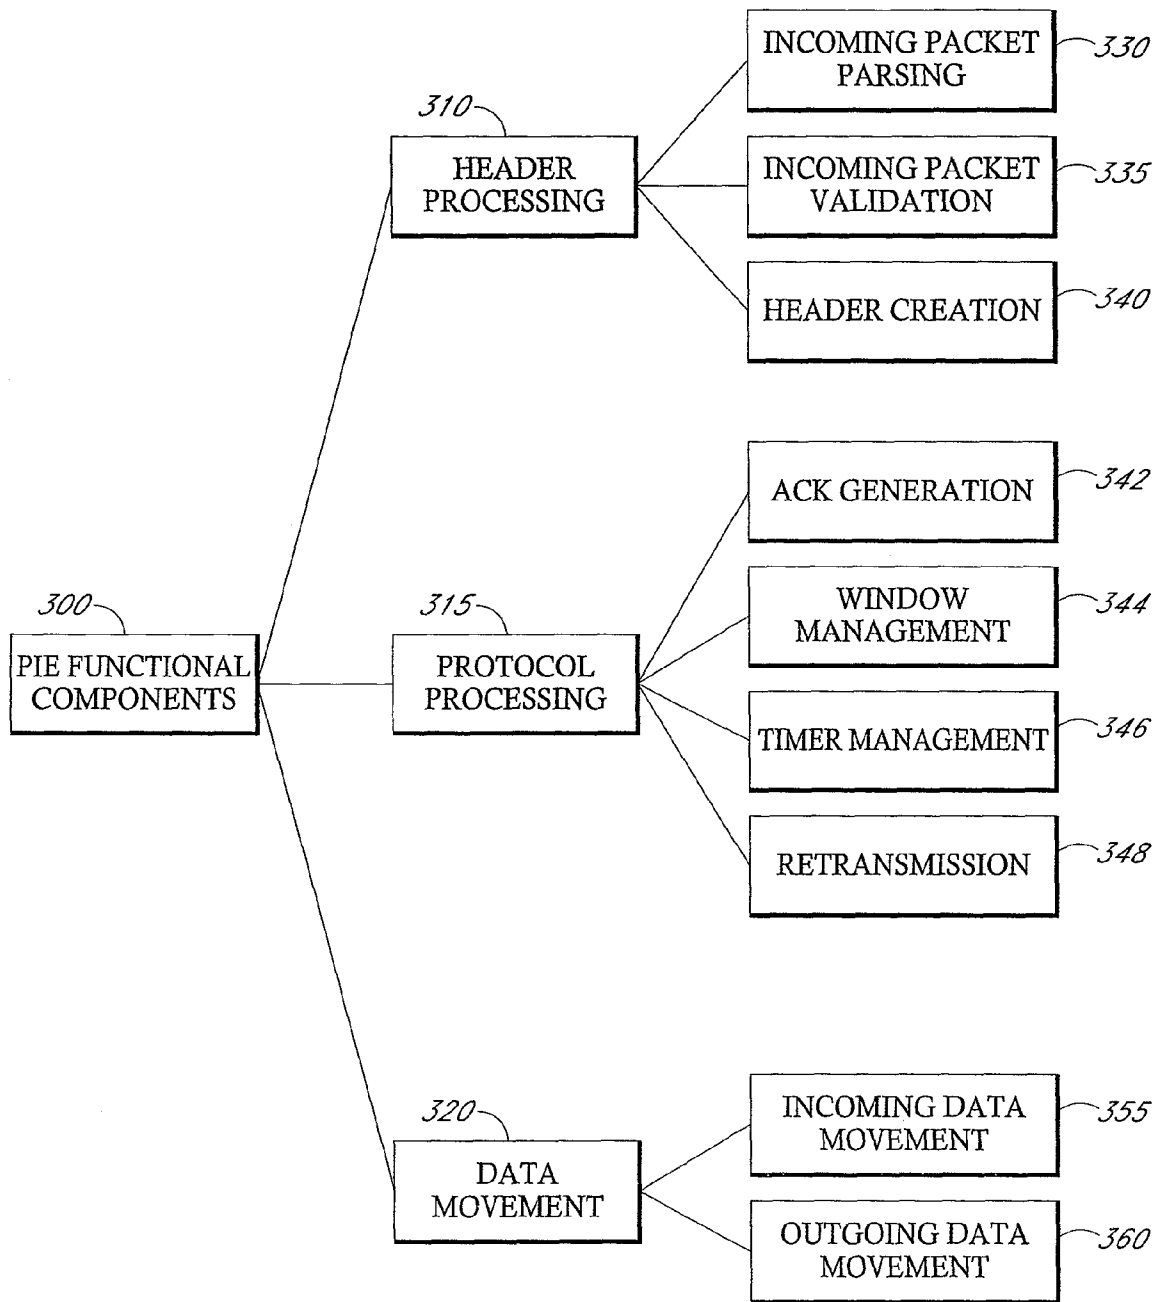 300
PIE FUNCTIONAL
COMPONENTS
310
HEADER
PROCESSING
INCOMING PACKET
PARSING
330
INCOMING PACKET
VALIDATION
335
HEADER CREATION
340
315
PROTOCOL
PROCESSING
ACK GENERATION
342
WINDOW
MANAGEMENT
344
TIMER MANAGEMENT
346
RETRANSMISSION
348
320
DATA
MOVEMENT
INCOMING DATA
MOVEMENT
355
OUTGOING DATA
MOVEMENT
360